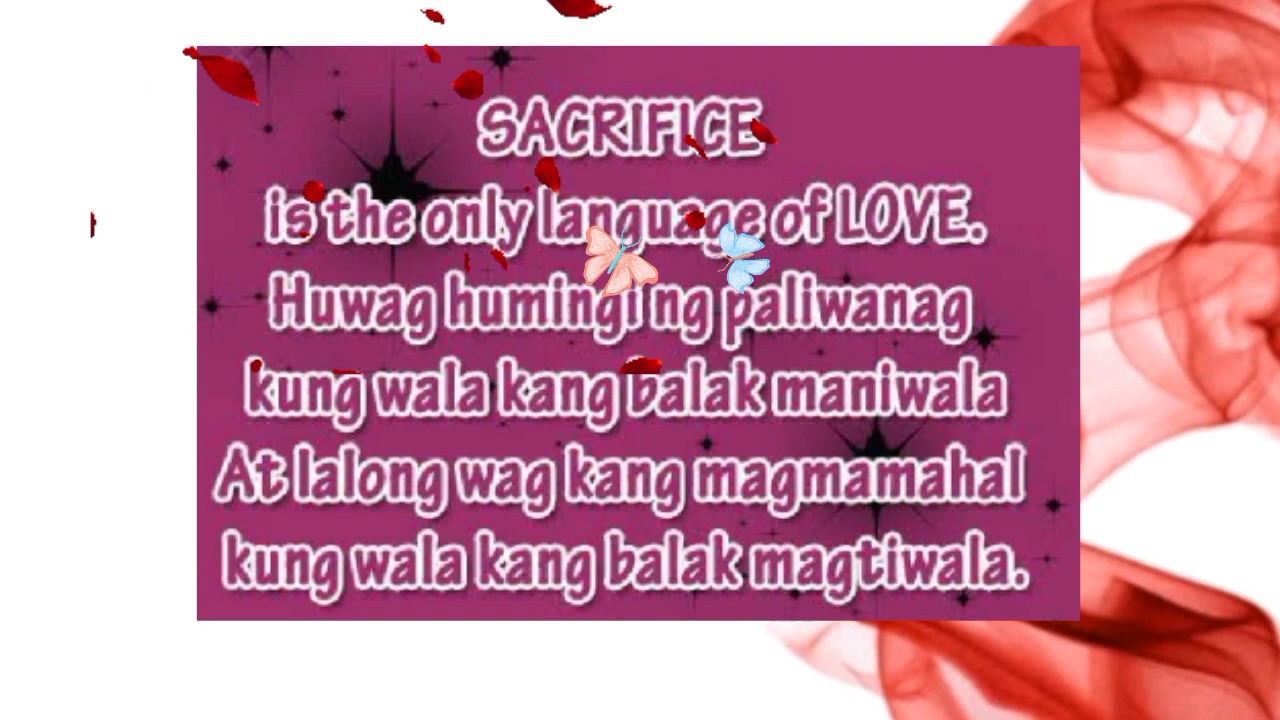 SACRIFICE
is the only language of LOVE.
Huwag humingi ng paliwanag
kung wala kang balak maniwala
At lalong wag kang magmamahal
kung wala kang balak magtiwala.